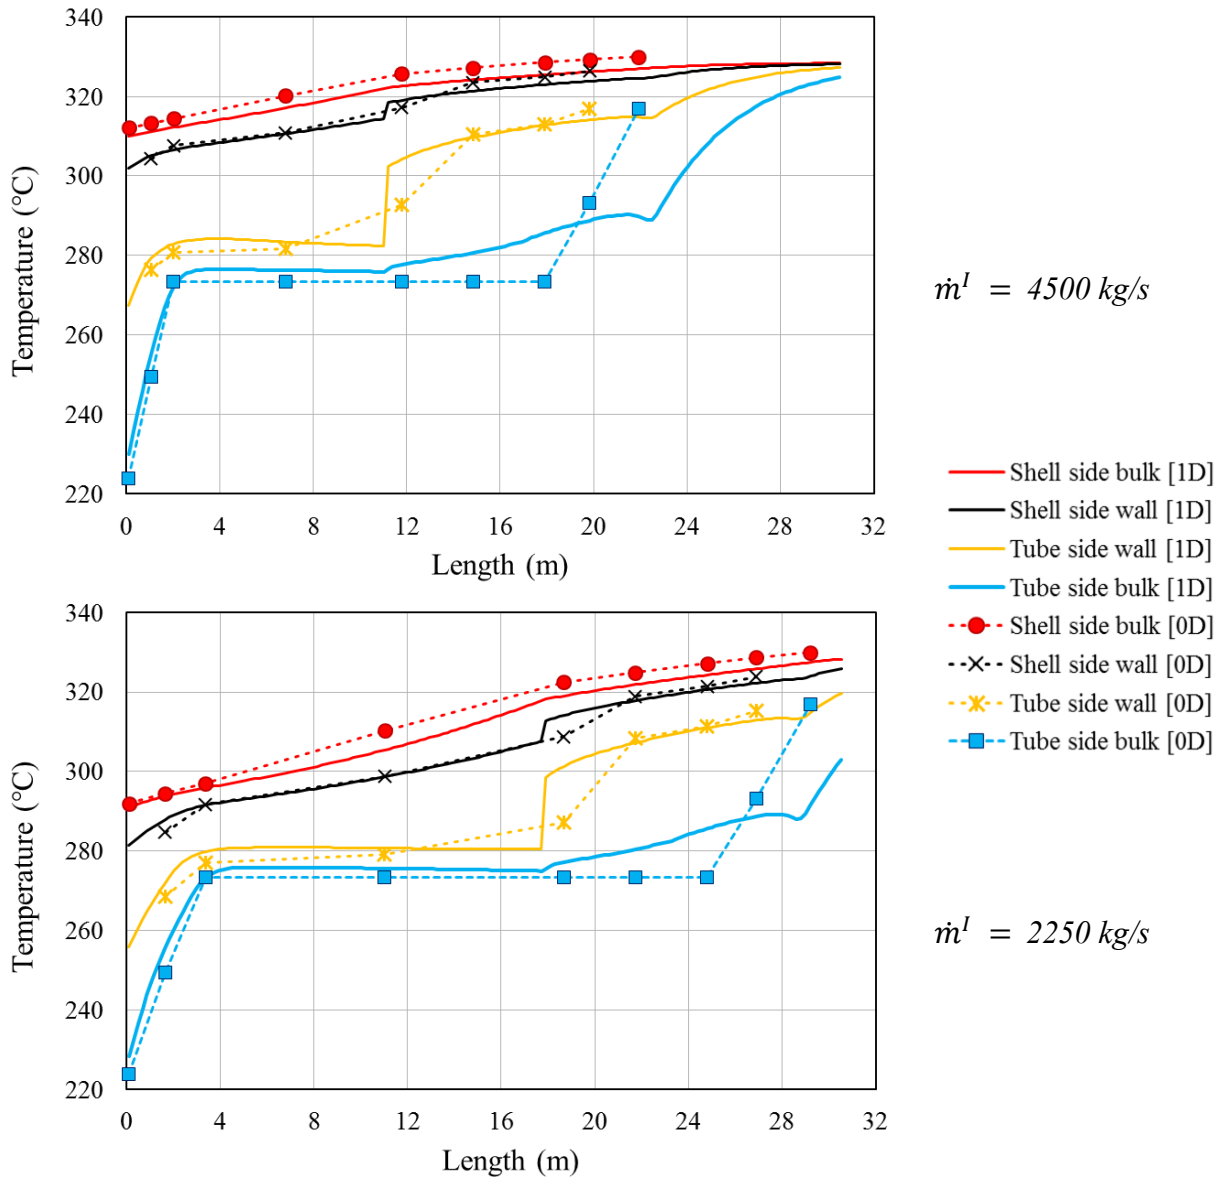 340
320
300
280
260
240
220
Temperature (°C)
0 4 8 12 16 20 24 28 32
Length (m)
ṁᴵ = 4500 kg/s
Shell side bulk [1D]
Shell side wall [1D]
Tube side wall [1D]
Tube side bulk [1D]
Shell side bulk [0D]
Shell side wall [0D]
Tube side wall [0D]
Tube side bulk [0D]
340
320
300
280
260
240
220
Temperature (°C)
0 4 8 12 16 20 24 28 32
Length (m)
ṁᴵ = 2250 kg/s